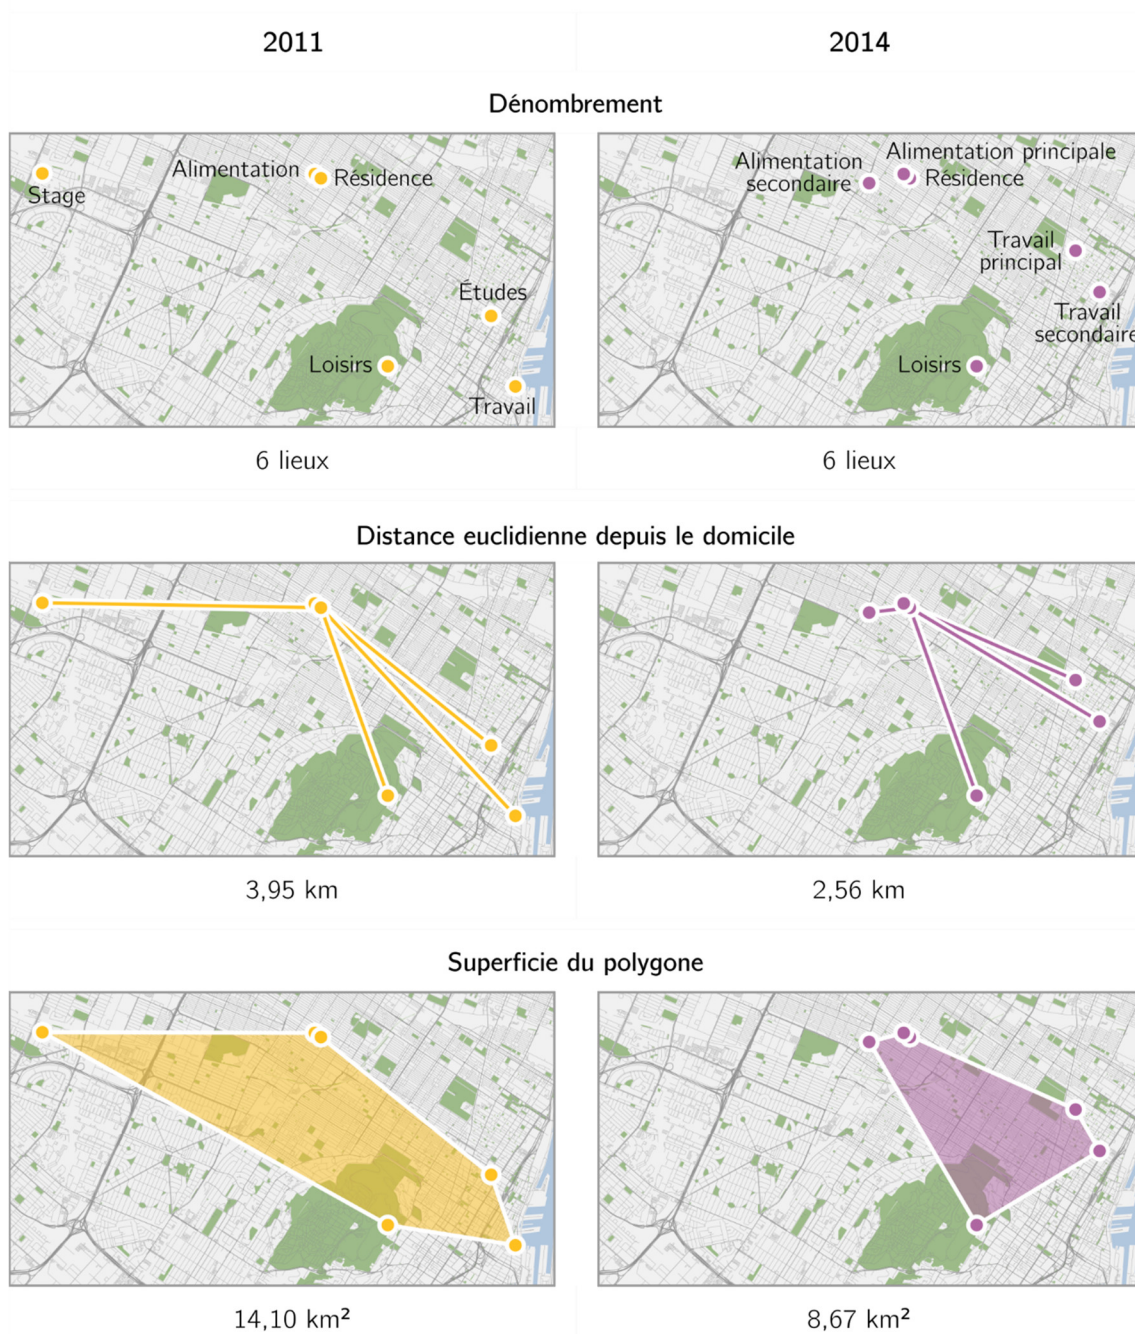 2011
2014
Dénombrement
Stage
Alimentation
Résidence
Études
Loisirs
Travail
Alimentation
secondaire
Alimentation principale
Résidence
Travail
principal
Travail
secondaire
Loisirs
6 lieux
6 lieux
Distance euclidienne depuis le domicile
3,95 km
2,56 km
Superficie du polygone
14,10 km²
8,67 km²